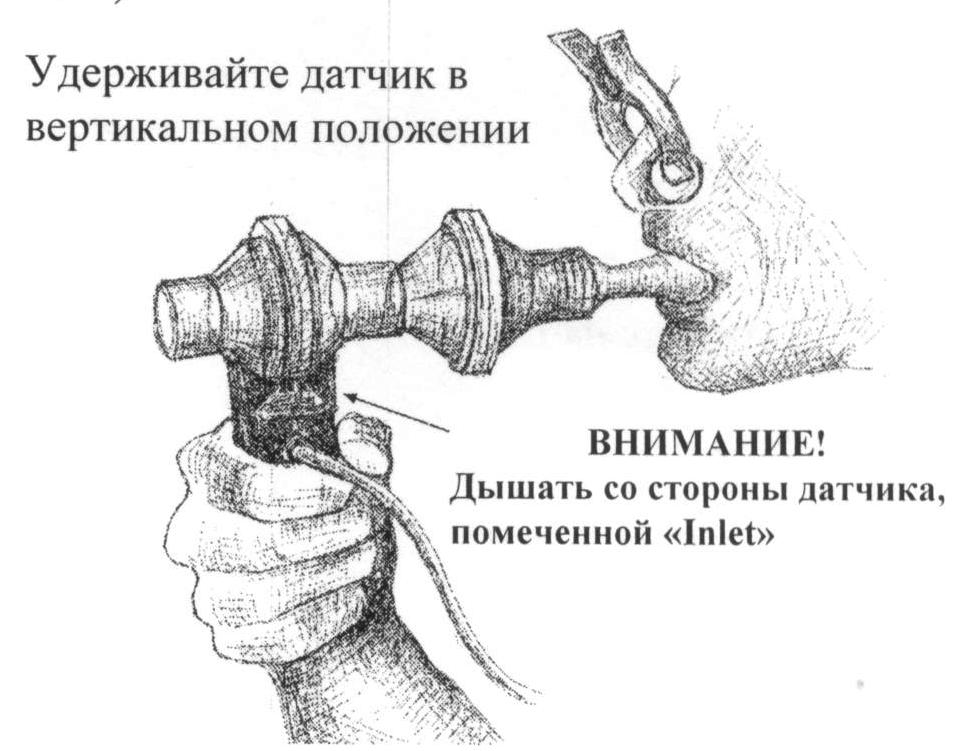 Удерживайте датчик в
вертикальном положении
ВНИМАНИЕ!
Дышать со стороны датчика,
помеченной «Inlet»